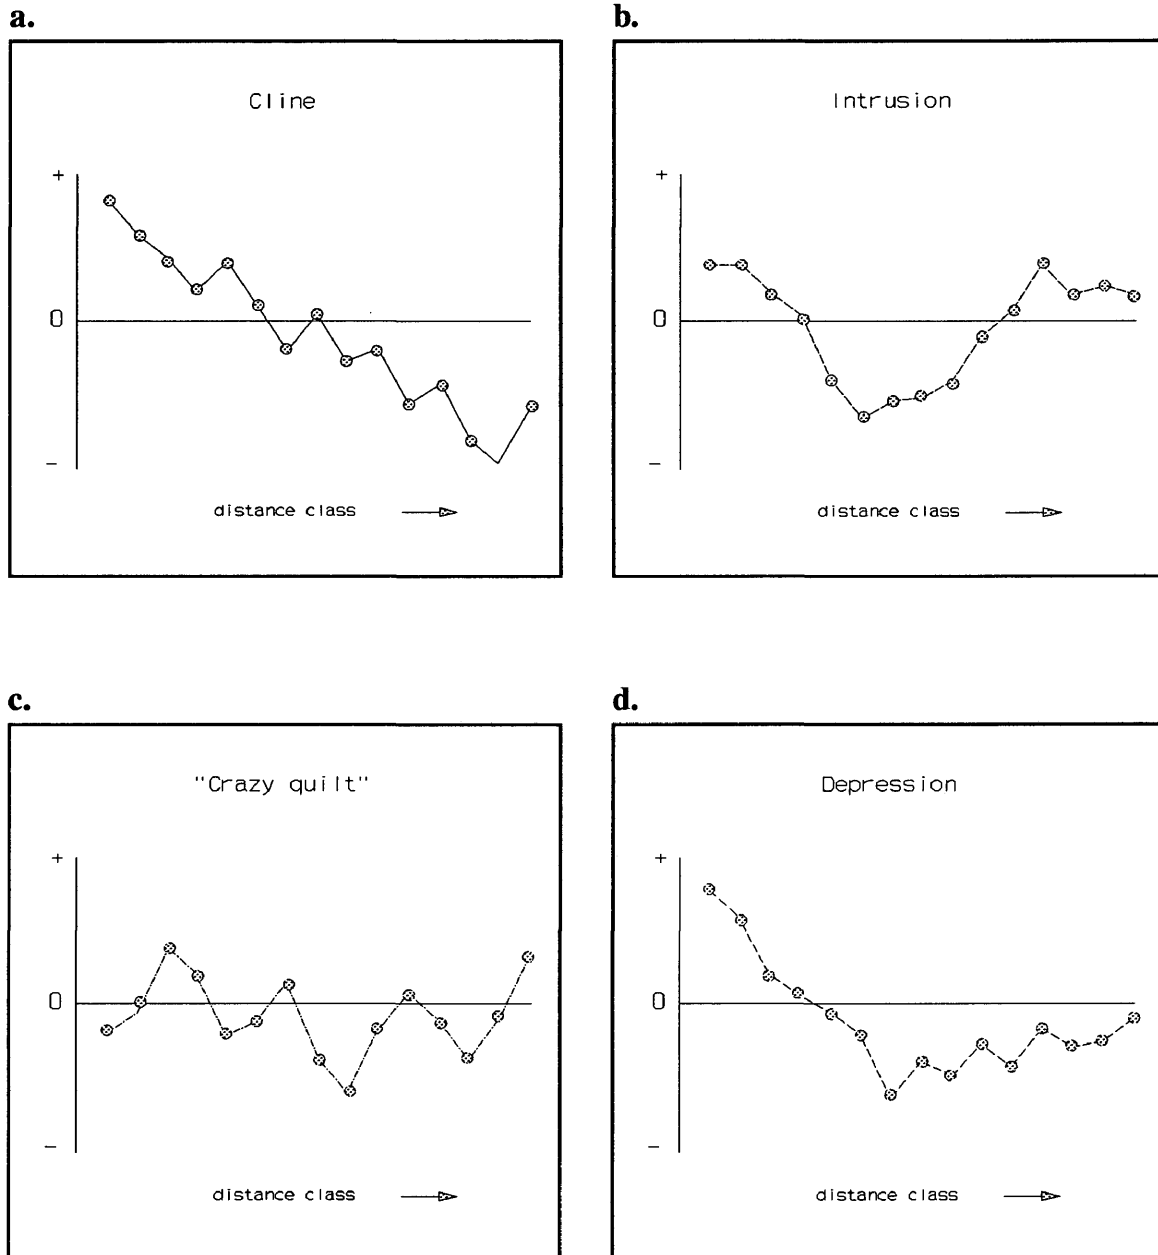 a.
Cline
+
0
−
distance class
b.
Intrusion
+
0
−
distance class
c.
"Crazy quilt"
+
0
−
distance class
d.
Depression
+
0
−
distance class